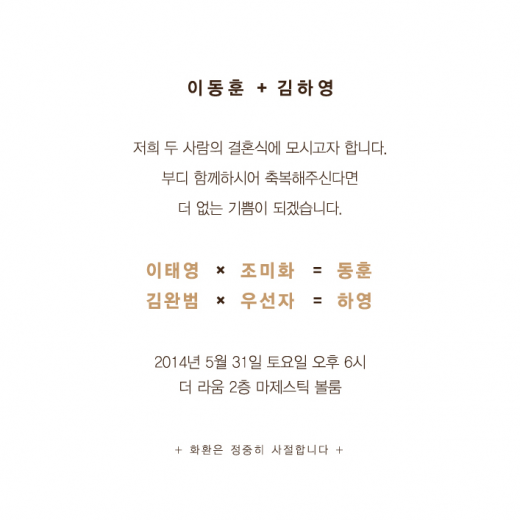 이동훈 + 김하영
저희 두 사람의 결혼식에 모시고자 합니다.
부디 함께하시어 축복해주신다면
더 없는 기쁨이 되겠습니다.
이태영 × 조미화 = 동훈
김완범 × 우선자 = 하영
2014년 5월 31일 토요일 오후 6시
더 라움 2층 마제스틱 볼룸
+ 화환은 정중히 사절합니다 +